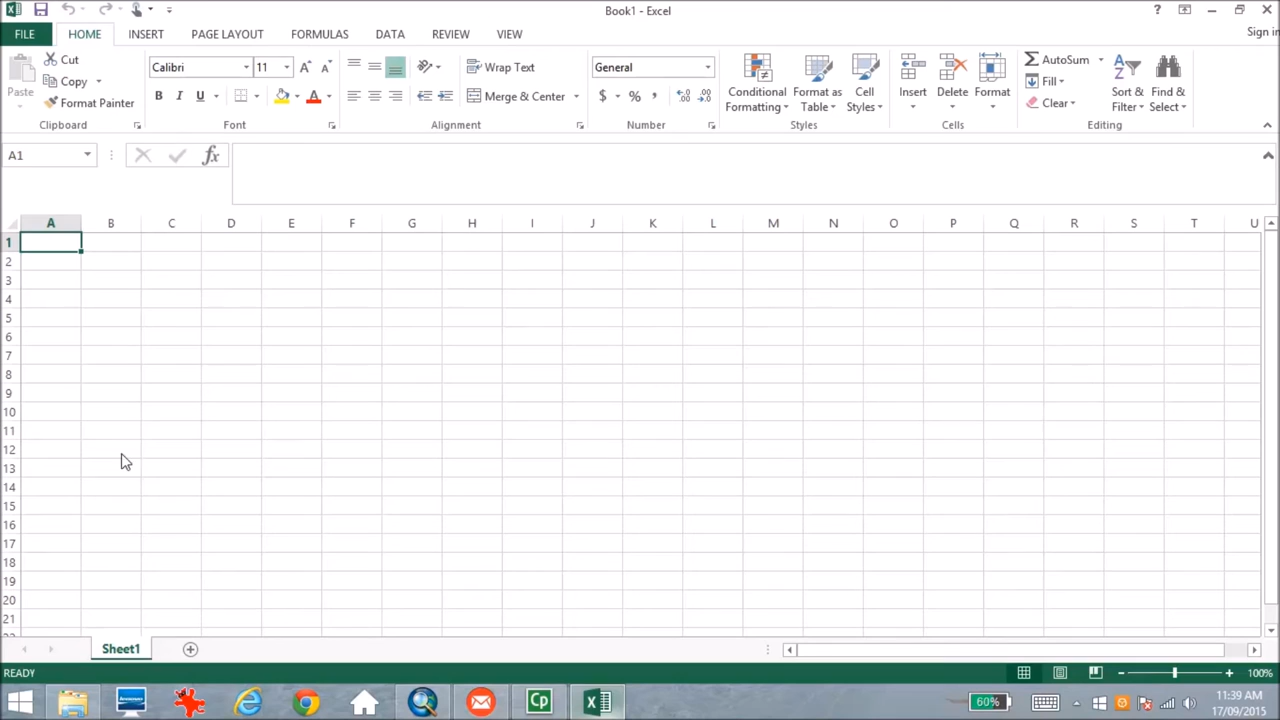 Book1 - Excel
?
FILE HOME INSERT PAGE LAYOUT FORMULAS DATA REVIEW VIEW Sign in
Paste
Cut
Copy
Format Painter
Clipboard
Calibri 11
B I U
Font
Wrap Text
Merge & Center
Alignment
General
$ % ,
Number
Conditional Formatting
Format as Table
Cell Styles
Styles
Insert Delete Format
Cells
AutoSum
Fill
Clear
Sort & Filter
Find & Select
Editing
A1 fx
A B C D E F G H I J K L M N O P Q R S T U
1
2
3
4
5
6
7
8
9
10
11
12
13
14
15
16
17
18
19
20
21
Sheet1
READY 100%
Cp 60% 11:39 AM
17/09/2015